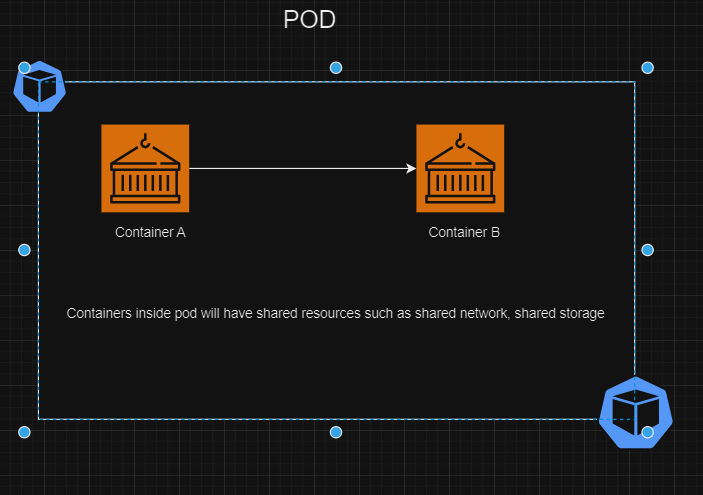 POD
Container A
Container B
Containers inside pod will have shared resources such as shared network, shared storage